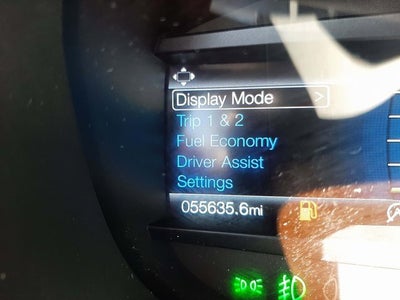 Display Mode >
Trip 1 & 2
Fuel Economy
Driver Assist
Settings
055635.6mi